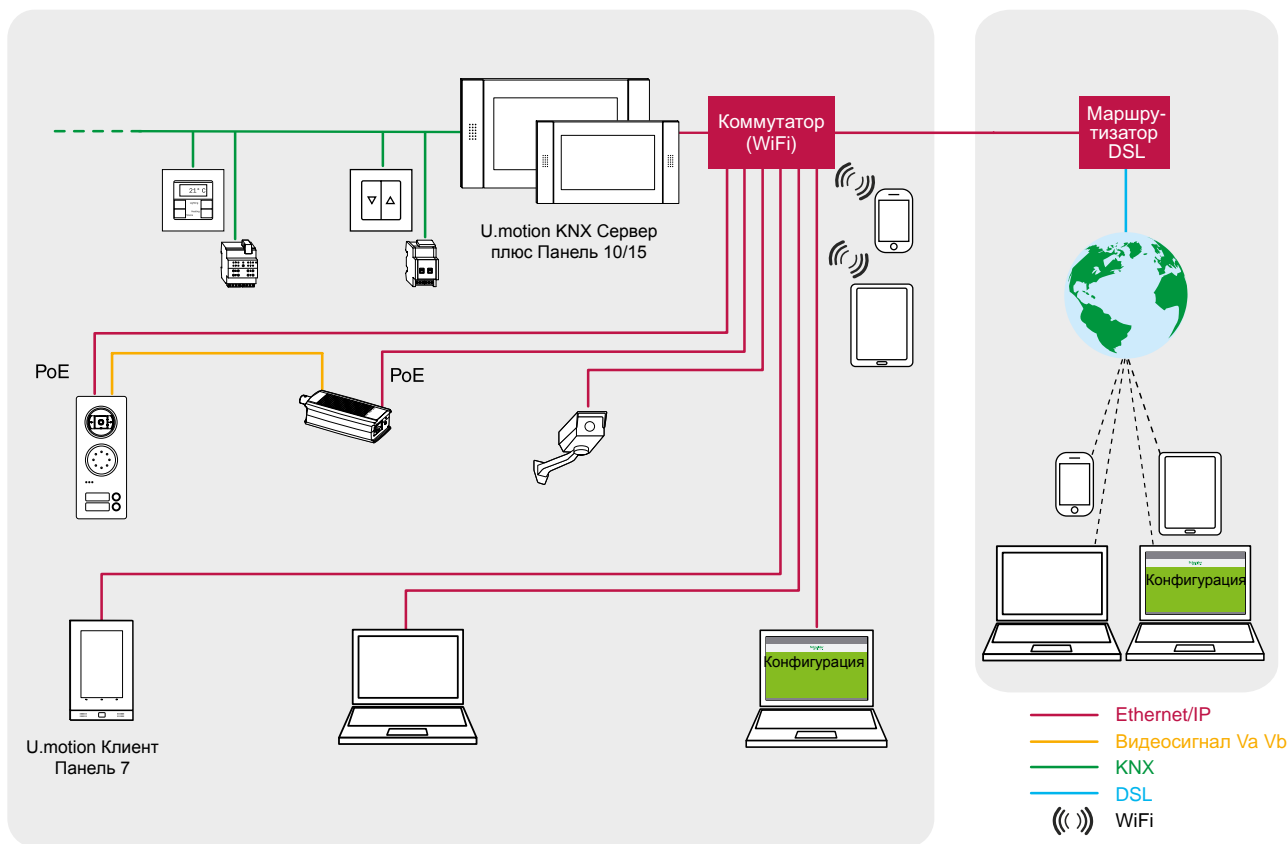 Коммутатор
(WiFi)
Маршру-
тизатор
DSL
21° C
U.motion KNX Сервер
плюс Панель 10/15
PoE
PoE
Конфигурация
Конфигурация
U.motion Клиент
Панель 7
Ethernet/IP
Видеосигнал Va Vb
KNX
DSL
WiFi